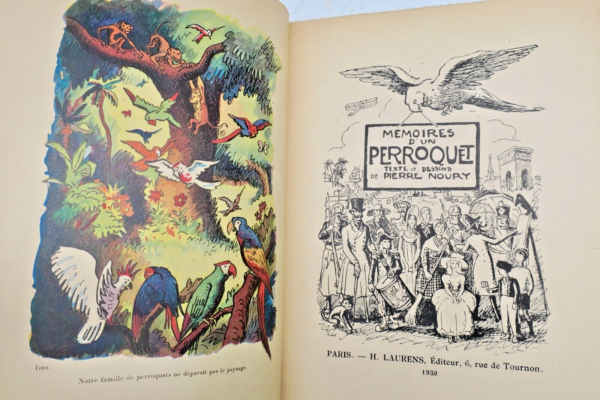 Titre.
Notre famille de perroquets ne déparait pas le paysage.
MEMOIRES
D'UN
PERROQUET
TEXTE et DESSINS
DE PIERRE NOURY
PARIS. — H. LAURENS, Éditeur, 6, rue de Tournon.
1930